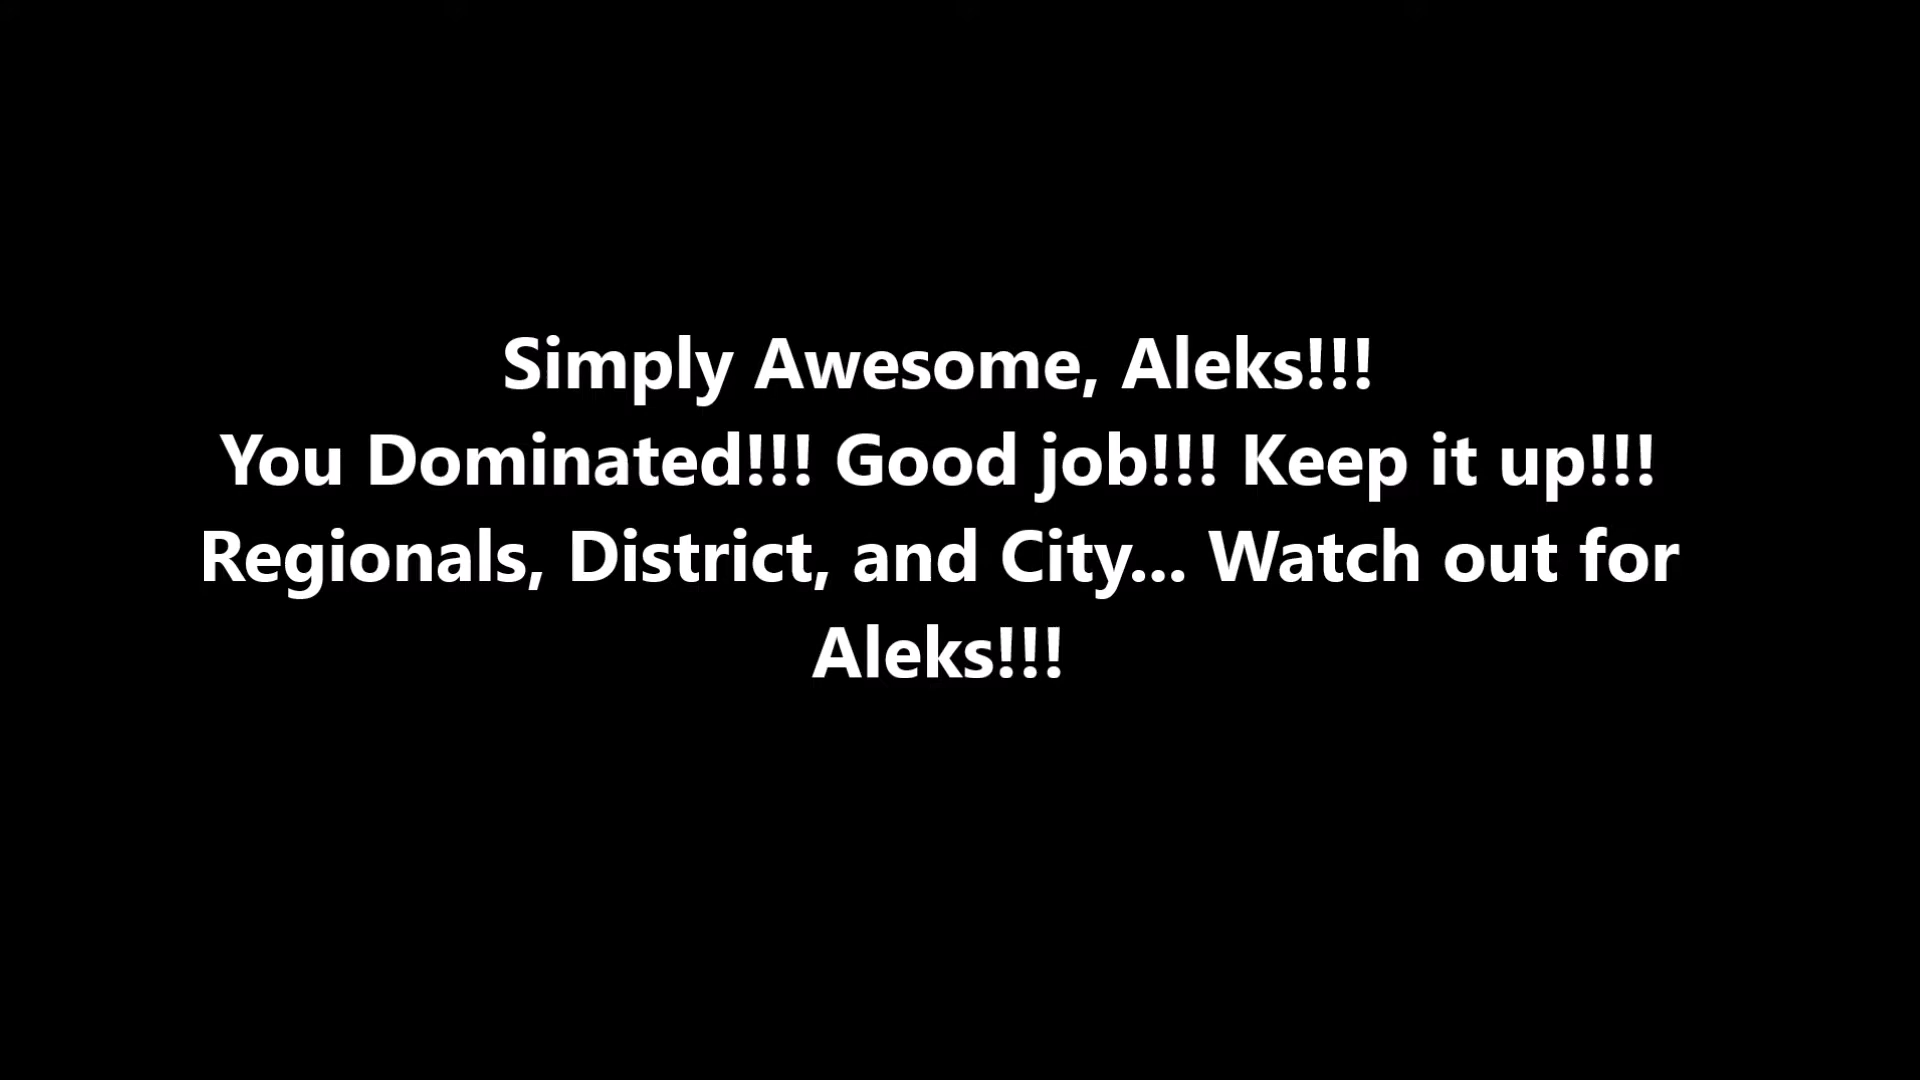 Simply Awesome, Aleks!!!
You Dominated!!! Good job!!! Keep it up!!!
Regionals, District, and City... Watch out for
Aleks!!!